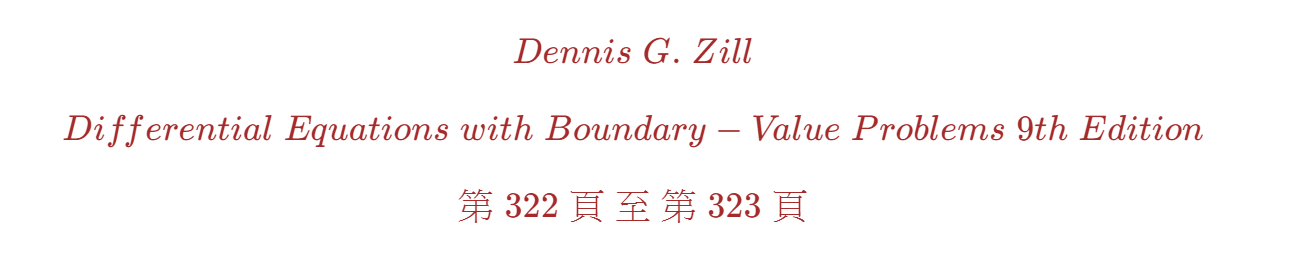 Dennis G. Zill
Differential Equations with Boundary − Value Problems 9th Edition
第 322 頁 至 第 323 頁